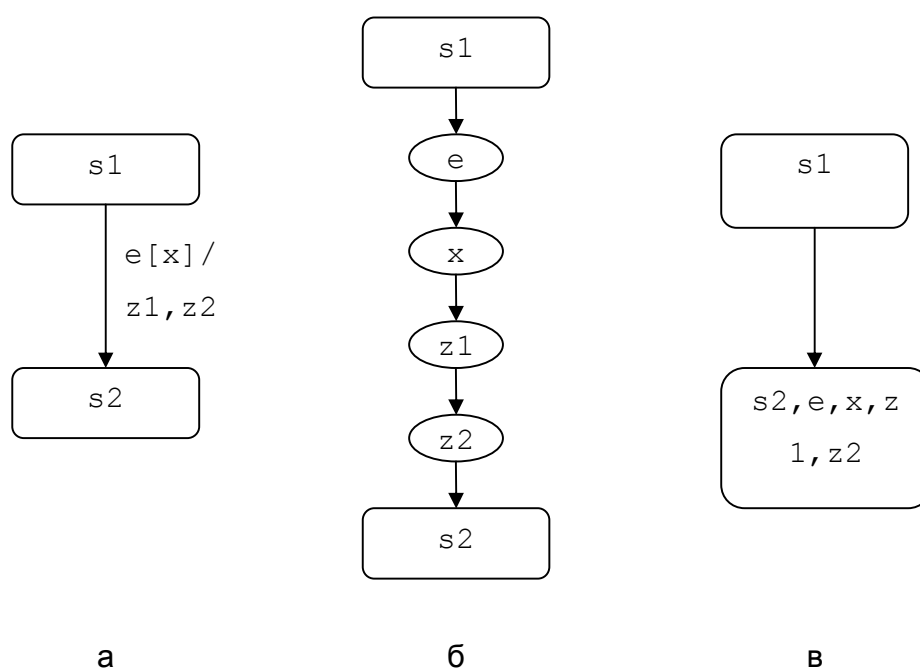 s1
e[x]/
z1,z2
s2
а
s1
e
x
z1
z2
s2
б
s1
s2,e,x,z
1,z2
в